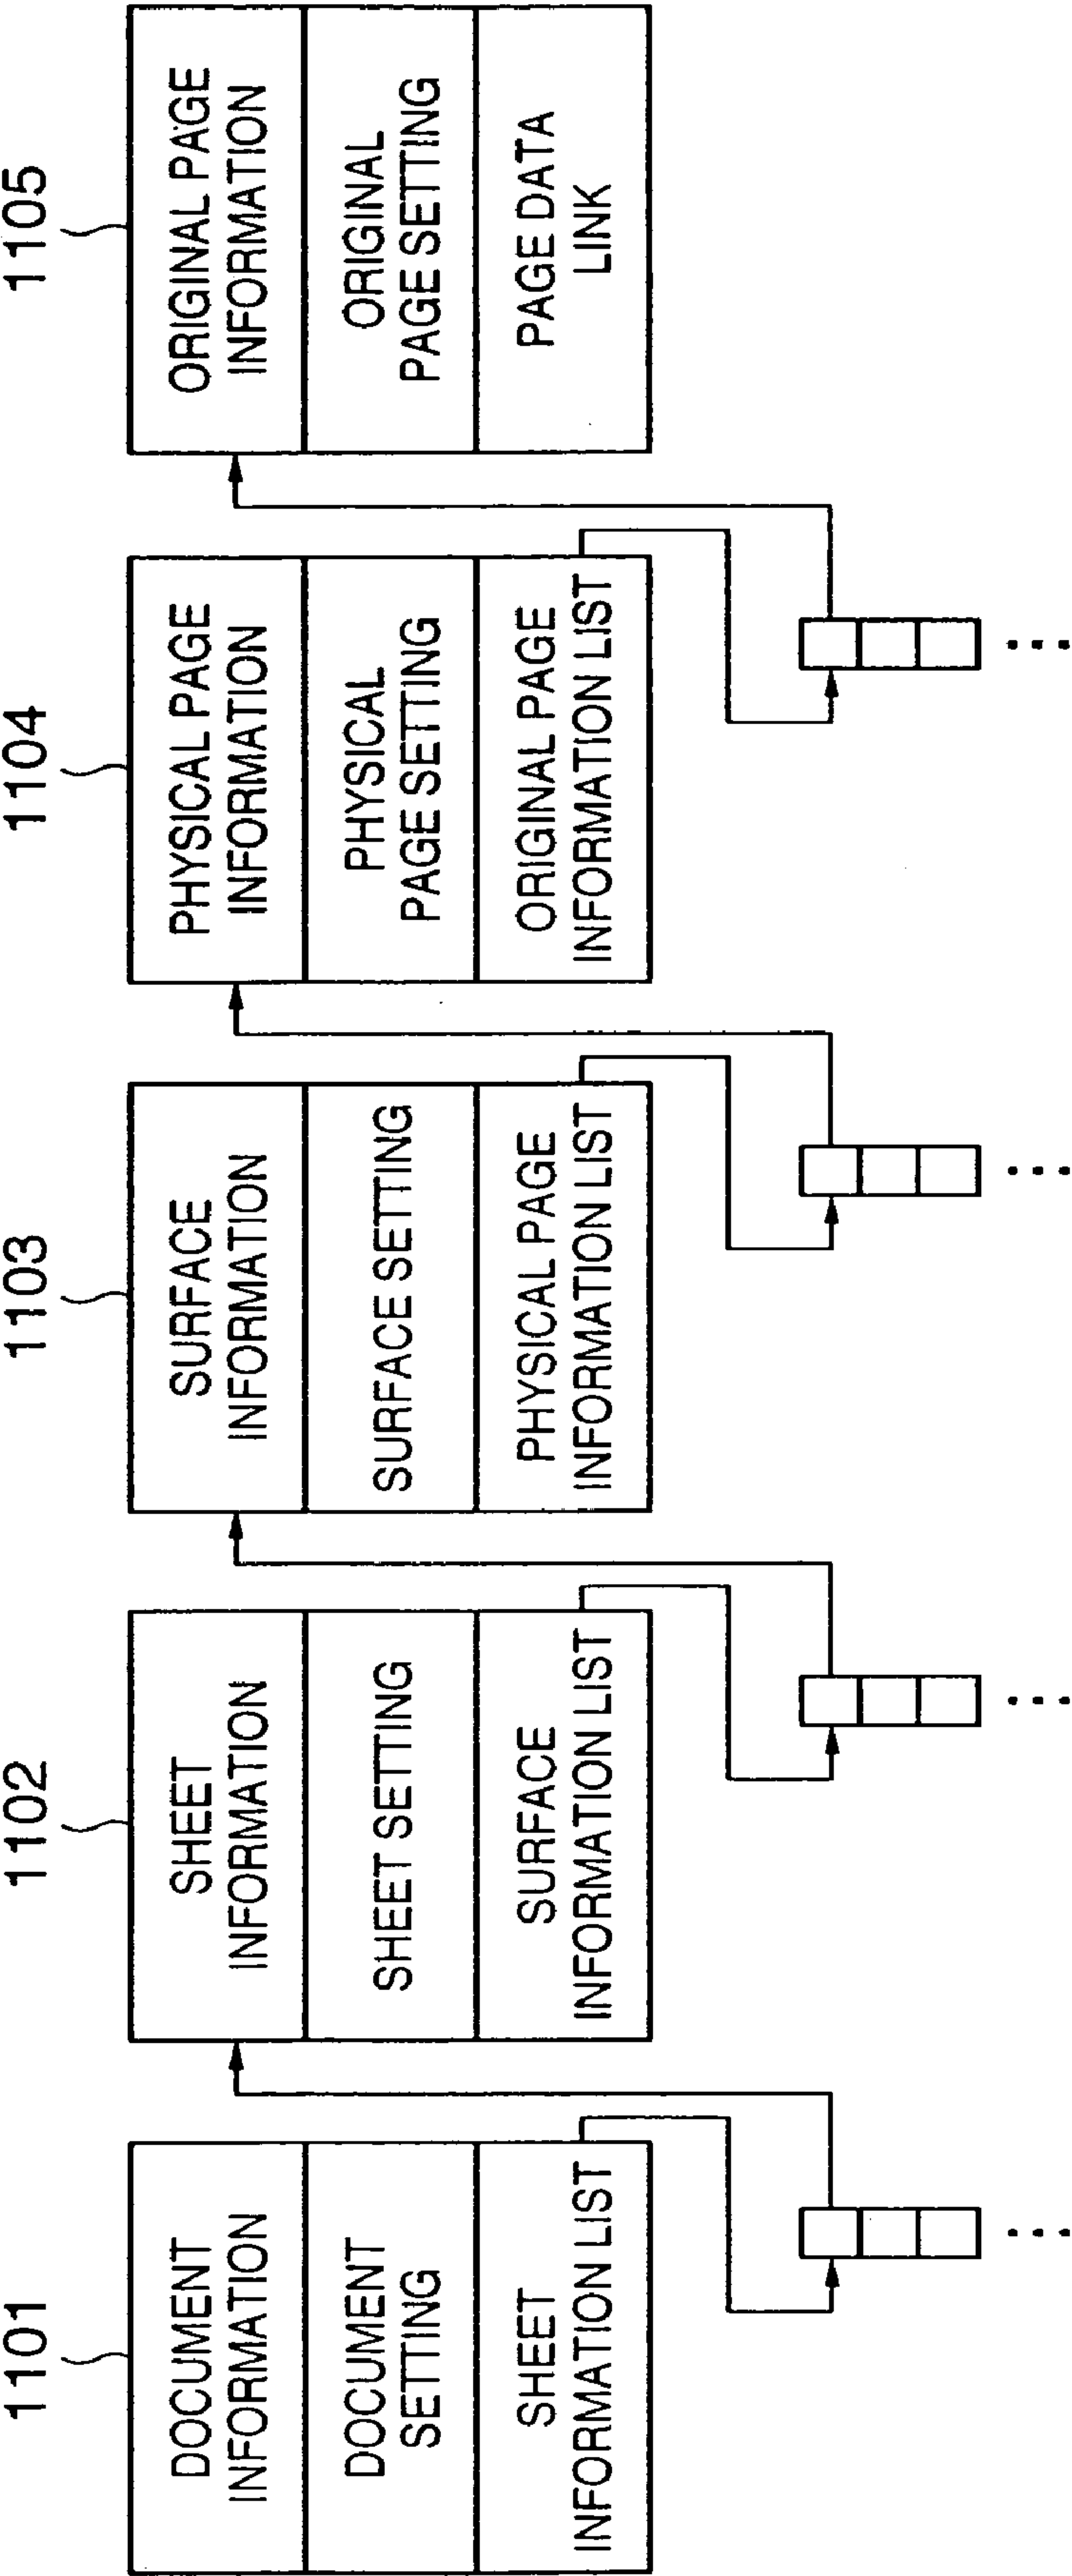 1101
DOCUMENT
INFORMATION
DOCUMENT
SETTING
SHEET
INFORMATION LIST
...
1102
SHEET
INFORMATION
SHEET SETTING
SURFACE
INFORMATION LIST
...
1103
SURFACE
INFORMATION
SURFACE SETTING
PHYSICAL PAGE
INFORMATION LIST
...
1104
PHYSICAL PAGE
INFORMATION
PHYSICAL
PAGE SETTING
ORIGINAL PAGE
INFORMATION LIST
...
1105
ORIGINAL PAGE
INFORMATION
ORIGINAL
PAGE SETTING
PAGE DATA
LINK